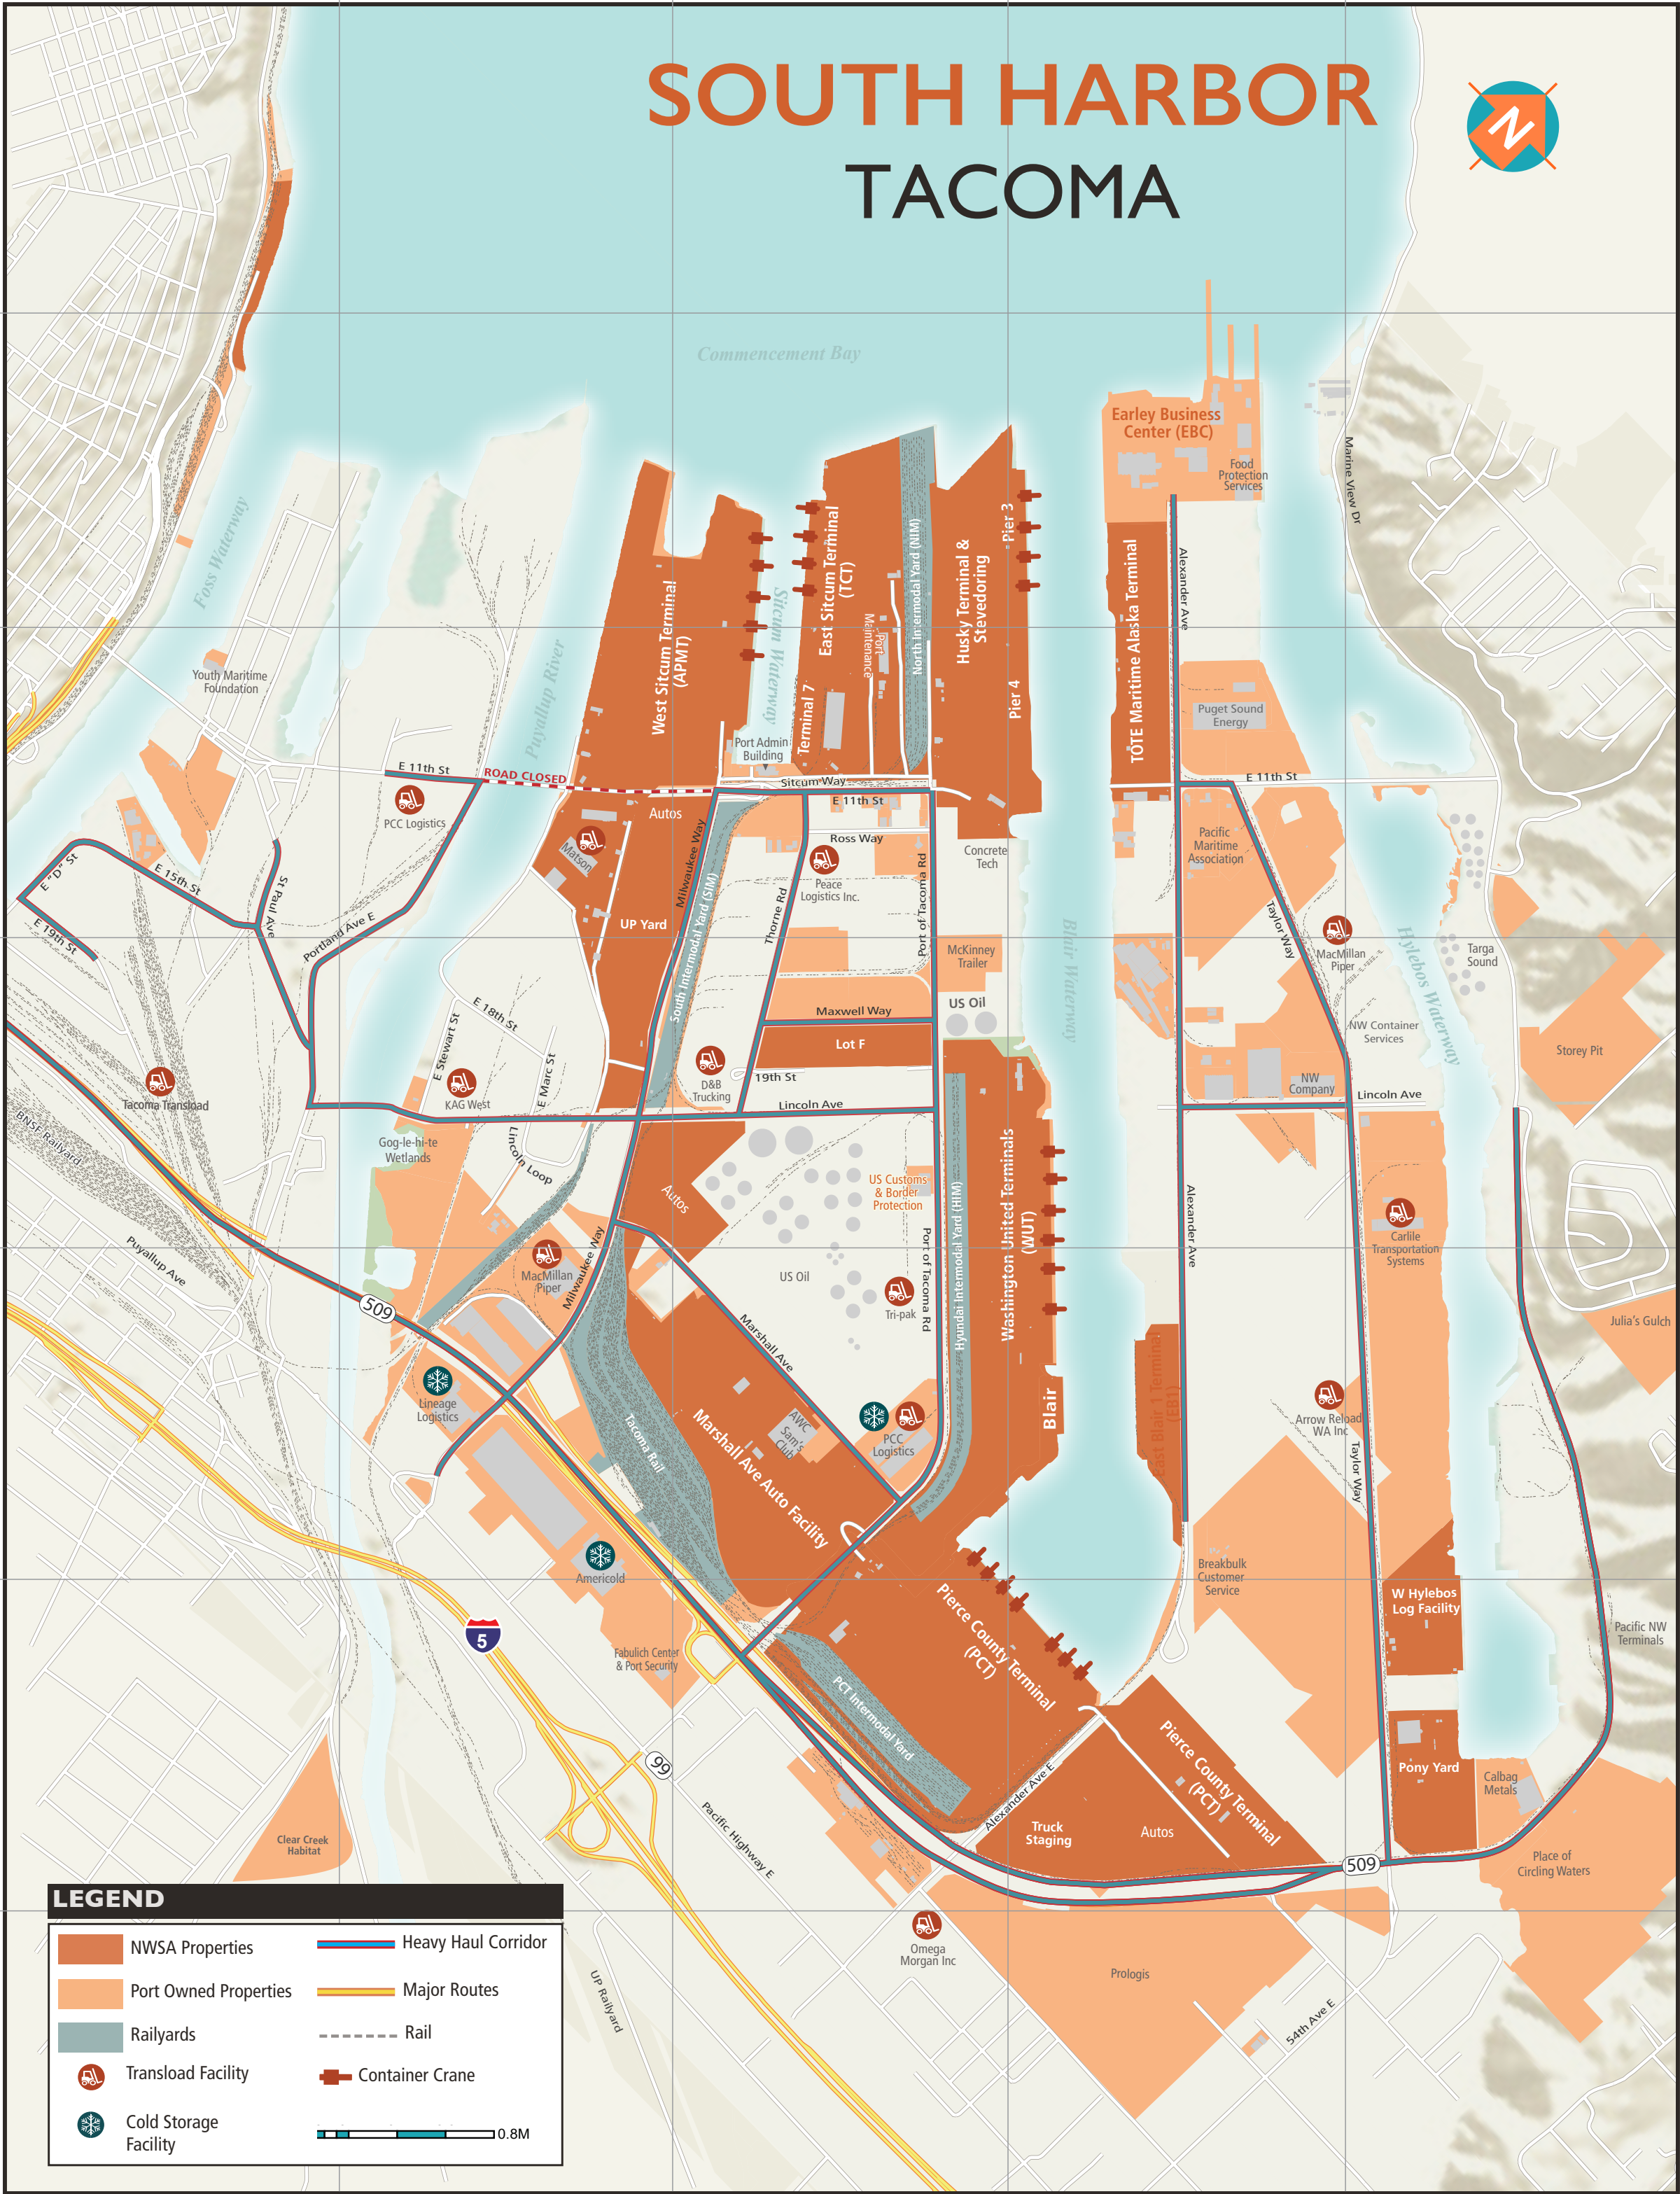 SOUTH HARBOR
TACOMA
N
Commencement Bay
Foss Waterway
Puyallup River
Sitcum Waterway
Blair Waterway
Hylebos Waterway
Marine View Dr
Earley Business
Center (EBC)
Food
Protection
Services
West Sitcum Terminal
(APMT)
East Sitcum Terminal
(TCT)
Terminal 7
Port
Maintenance
North Intermodal Yard (NIM)
Husky Terminal &
Stevedoring
Pier 3
Pier 4
TOTE Maritime Alaska Terminal
Alexander Ave
Youth Maritime
Foundation
Puget Sound
Energy
Port Admin
Building
Sitcum Way
E 11th St
ROAD CLOSED
E 11th St
E 11th St
PCC Logistics
Autos
Matson
Milwaukee Way
Ross Way
Peace
Logistics Inc.
Concrete
Tech
Pacific
Maritime
Association
E "D" St
E 15th St
E 19th St
St Paul Ave
Portland Ave E
UP Yard
South Intermodal Yard (SIM)
Thorne Rd
Port of Tacoma Rd
McKinney
Trailer
US Oil
Taylor Way
MacMillan
Piper
Targa
Sound
E 18th St
E Stewart St
E Marc St
Maxwell Way
Lot F
NW Container
Services
Storey Pit
KAG West
Tacoma Transload
D&B
Trucking
19th St
Lincoln Ave
NW
Company
Lincoln Ave
BNSF Railyard
Gog-le-hi-te
Wetlands
Lincoln Loop
Autos
US Customs
& Border
Protection
Hyundai Intermodal Yard (HIM)
Washington United Terminals
(WUT)
Alexander Ave
Carlile
Transportation
Systems
Puyallup Ave
509
MacMillan
Piper
Milwaukee Way
US Oil
Tri-pak
Port of Tacoma Rd
Marshall Ave
Julia's Gulch
Lineage
Logistics
Tacoma Rail
Marshall Ave Auto Facility
AWC
Sam's
Club
PCC
Logistics
Blair
East Blair 1 Terminal
(EB1)
Arrow Reload
WA Inc
Taylor Way
Americold
Breakbulk
Customer
Service
W Hylebos
Log Facility
Pacific NW
Terminals
5
Fabulich Center
& Port Security
Pierce County Terminal
(PCT)
PCT Intermodal Yard
99
Pierce County Terminal
(PCT)
Pony Yard
Calbag
Metals
Alexander Ave E
Truck
Staging
Autos
509
Place of
Circling Waters
Pacific Highway E
Clear Creek
Habitat
Omega
Morgan Inc
Prologis
UP Railyard
54th Ave E
LEGEND
NWSA Properties
Heavy Haul Corridor
Port Owned Properties
Major Routes
Railyards
Rail
Transload Facility
Container Crane
Cold Storage
Facility
0.8M